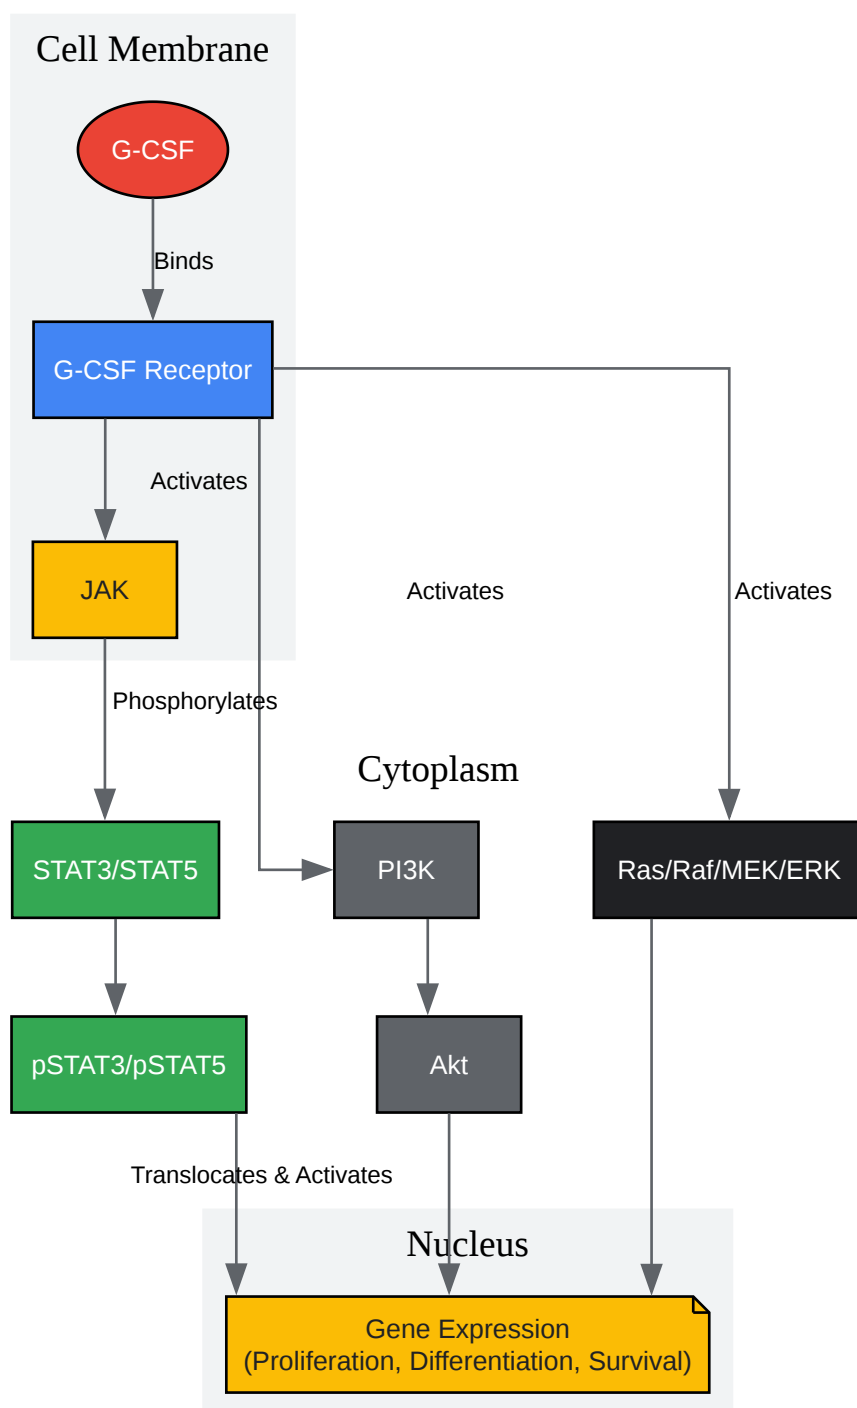 Cell Membrane
G-CSF
Binds
G-CSF Receptor
Activates
JAK
Activates
Activates
Phosphorylates
Cytoplasm
STAT3/STAT5
PI3K
Ras/Raf/MEK/ERK
pSTAT3/pSTAT5
Akt
Translocates & Activates
Nucleus
Gene Expression
(Proliferation, Differentiation, Survival)